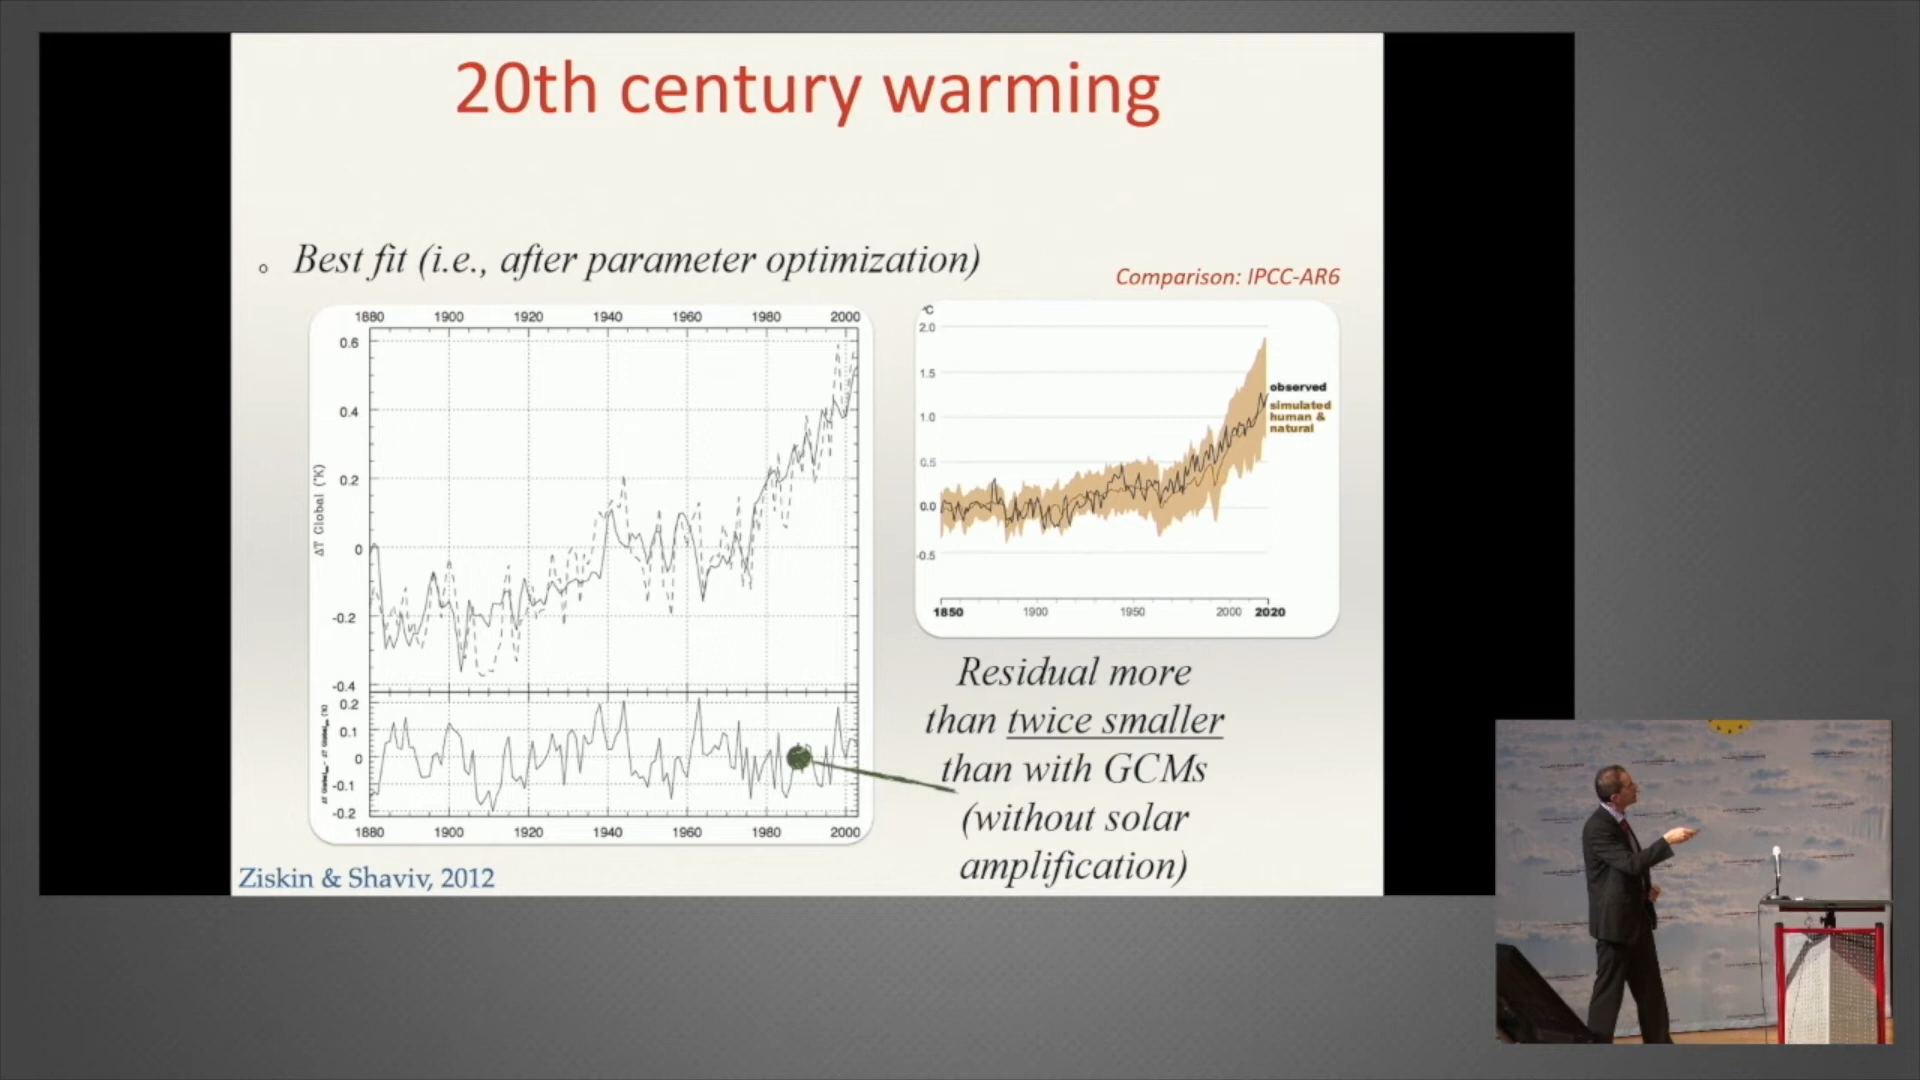 20th century warming
Best fit (i.e., after parameter optimization)
Comparison: IPCC-AR6
1880 1900 1920 1940 1960 1980 2000
0.6
0.4
0.2
0
-0.2
-0.4
ΔT Global (°K)
0.2
0.1
0
-0.1
-0.2
1880 1900 1920 1940 1960 1980 2000
°C
2.0
1.5
1.0
0.5
0.0
-0.5
observed
simulated
human &
natural
1850 1900 1950 2000 2020
Residual more
than twice smaller
than with GCMs
(without solar
amplification)
Ziskin & Shaviv, 2012